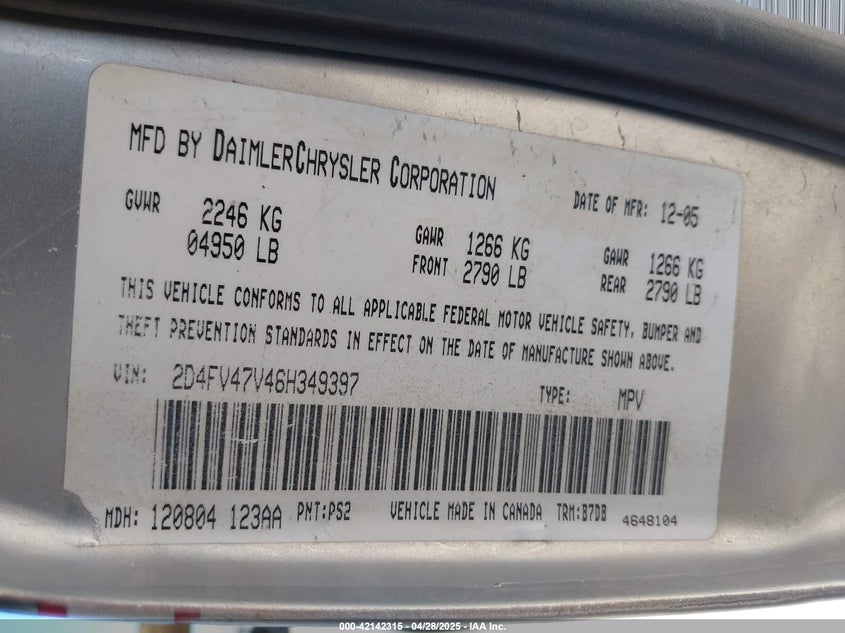 MFD BY DAIMLERCHRYSLER CORPORATION
DATE OF MFR: 12-05
GVWR 2246 KG
04950 LB
GAWR 1266 KG
FRONT 2790 LB
GAWR 1266 KG
REAR 2790 LB
THIS VEHICLE CONFORMS TO ALL APPLICABLE FEDERAL MOTOR VEHICLE SAFETY, BUMPER AND
THEFT PREVENTION STANDARDS IN EFFECT ON THE DATE OF MANUFACTURE SHOWN ABOVE.
VIN: 2D4FV47V46H349397
TYPE: MPV
MDH: 120804 123AA PNT:PS2 VEHICLE MADE IN CANADA TRM:B7DB 4648104
000-42142315 | 04/28/2025 - IAA Inc.